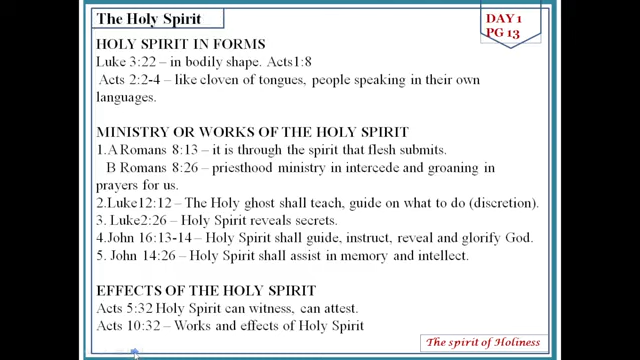 The Holy Spirit
DAY 1
PG 13
HOLY SPIRIT IN FORMS
Luke 3:22 – in bodily shape. Acts1:8
Acts 2:2-4 – like cloven of tongues, people speaking in their own
languages.
MINISTRY OR WORKS OF THE HOLY SPIRIT
1.A Romans 8:13 – it is through the spirit that flesh submits.
B Romans 8:26 – priesthood ministry in intercede and groaning in
prayers for us.
2.Luke12:12 – The Holy ghost shall teach, guide on what to do (discretion).
3. Luke2:26 – Holy Spirit reveals secrets.
4.John 16:13-14 – Holy Spirit shall guide, instruct, reveal and glorify God.
5. John 14:26 – Holy Spirit shall assist in memory and intellect.
EFFECTS OF THE HOLY SPIRIT
Acts 5:32 Holy Spirit can witness, can attest.
Acts 10:32 – Works and effects of Holy Spirit
The spirit of Holiness